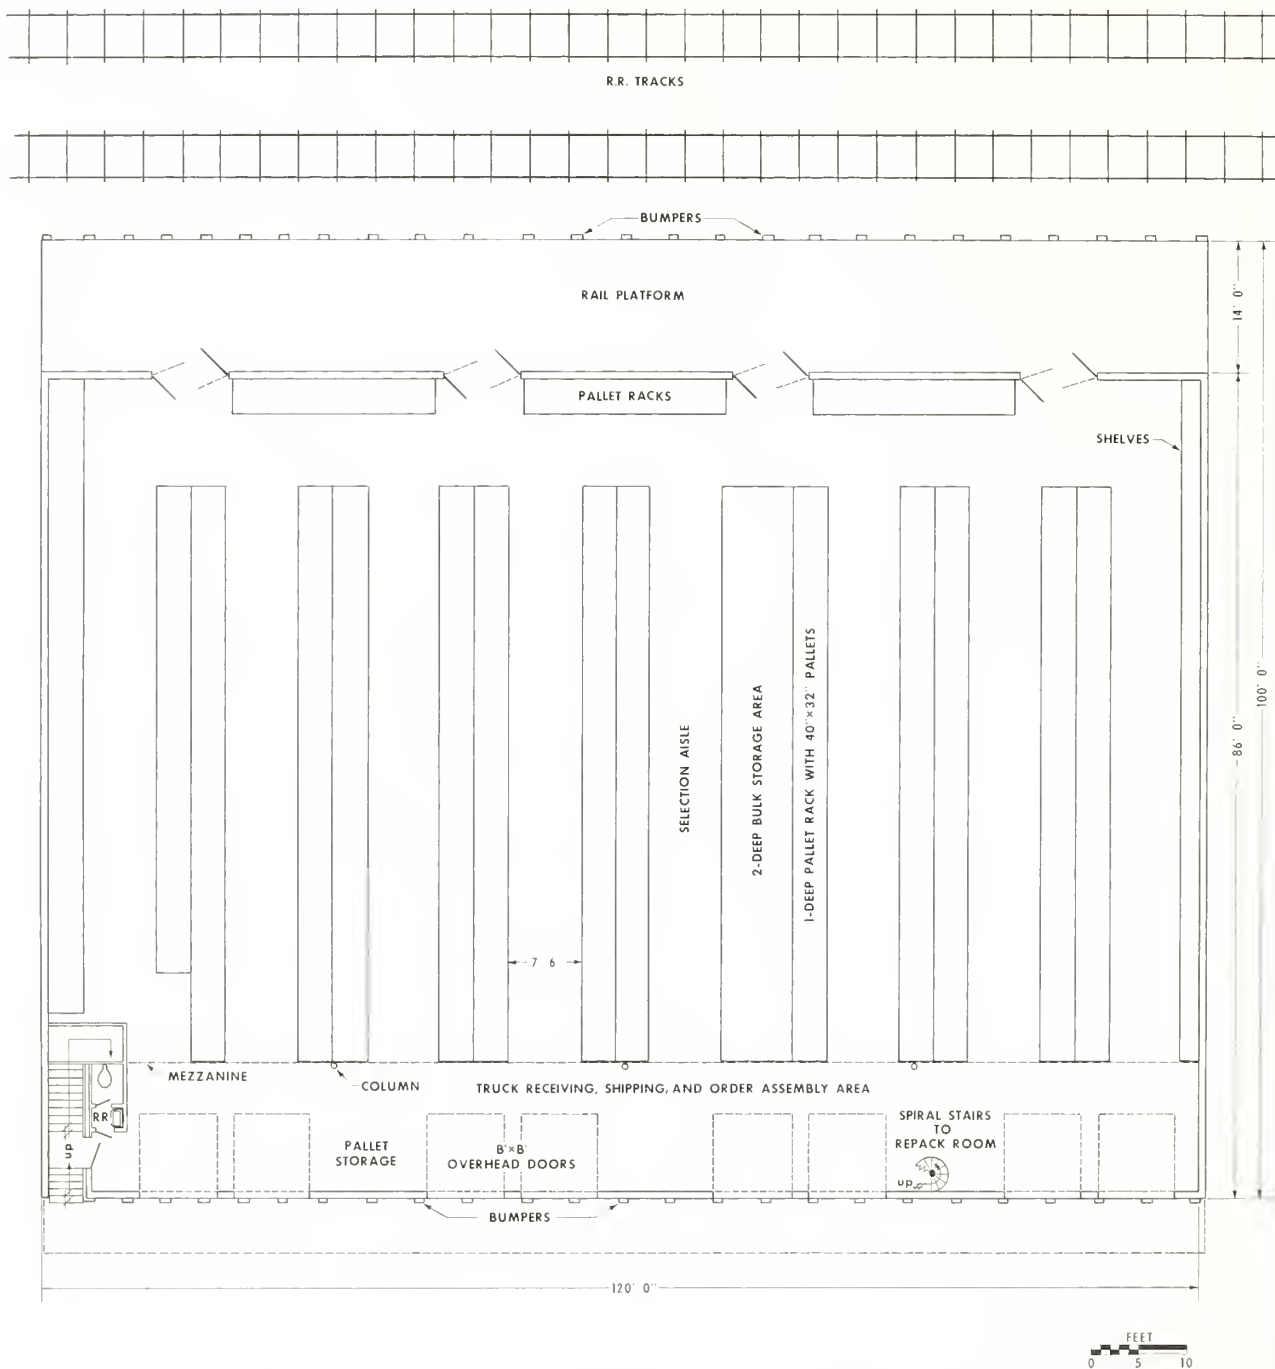 R.R. TRACKS
BUMPERS
RAIL PLATFORM
14' 0"
PALLET RACKS
SHELVES
SELECTION AISLE
2-DEEP BULK STORAGE AREA
1-DEEP PALLET RACK WITH 40"×32" PALLETS
86' 0"
100' 0"
7 6
MEZZANINE
COLUMN
TRUCK RECEIVING, SHIPPING, AND ORDER ASSEMBLY AREA
RR
UP
PALLET
STORAGE
8'×8'
OVERHEAD DOORS
SPIRAL STAIRS
TO
REPACK ROOM
UP
BUMPERS
120' 0"
FEET
0 5 10